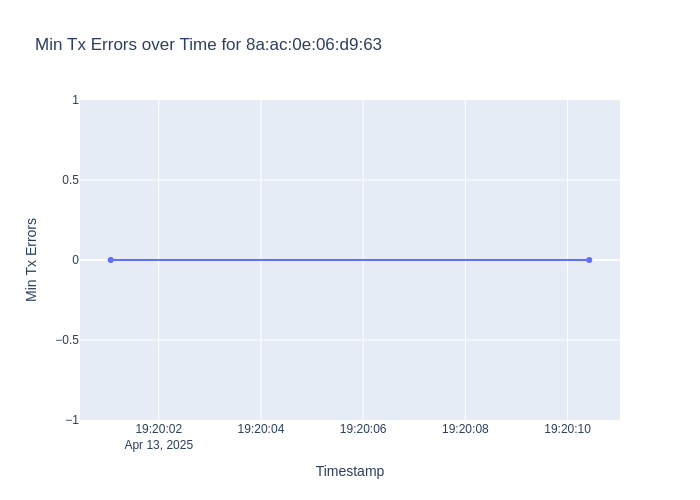 Min Tx Errors over Time for 8a:ac:0e:06:d9:63
1
0.5
0
−0.5
−1
Min Tx Errors
19:20:02
Apr 13, 2025
19:20:04
19:20:06
19:20:08
19:20:10
Timestamp